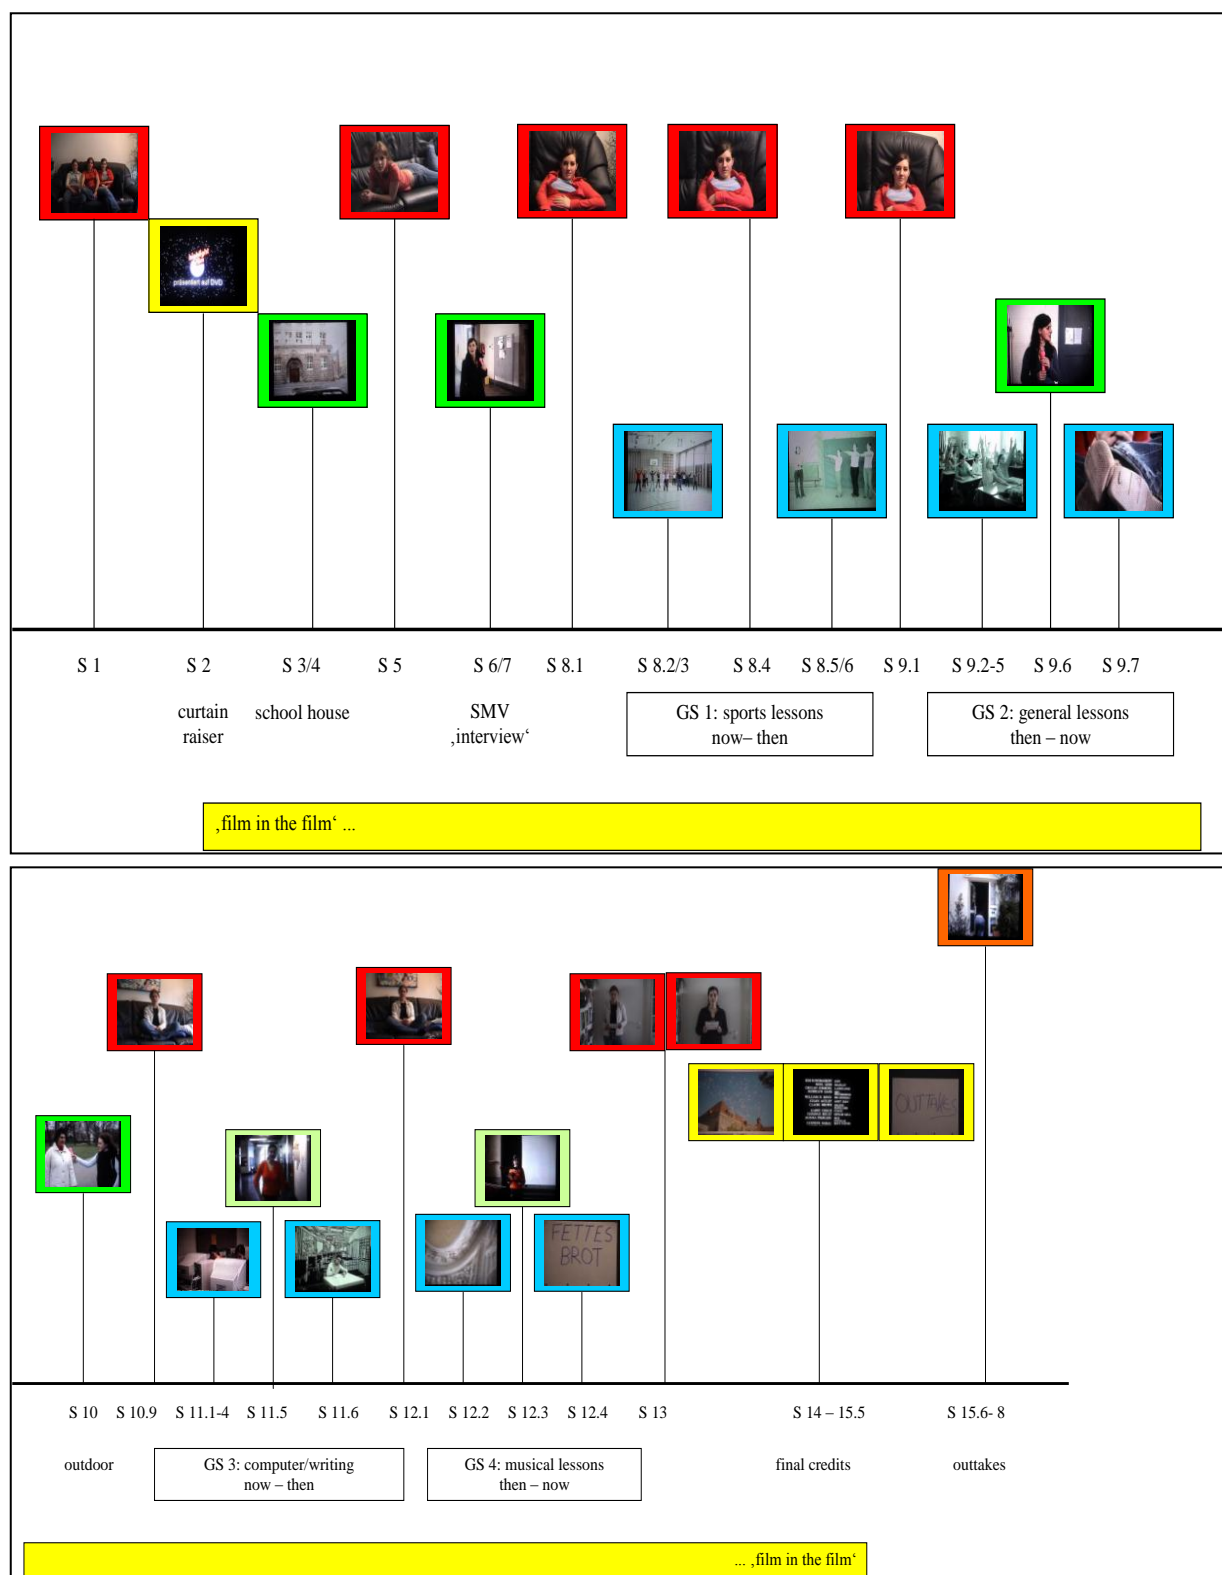 präsentiert auf DVD
S 1
S 2
S 3/4
S 5
S 6/7
S 8.1
S 8.2/3
S 8.4
S 8.5/6
S 9.1
S 9.2-5
S 9.6
S 9.7
curtain
raiser
school house
SMV
‚interview‘
GS 1: sports lessons
now– then
GS 2: general lessons
then – now
‚film in the film‘ ...
OUTTAKES
FETTES
BROT
S 10
S 10.9
S 11.1-4
S 11.5
S 11.6
S 12.1
S 12.2
S 12.3
S 12.4
S 13
S 14 – 15.5
S 15.6- 8
outdoor
GS 3: computer/writing
now – then
GS 4: musical lessons
then – now
final credits
outtakes
... ‚film in the film‘